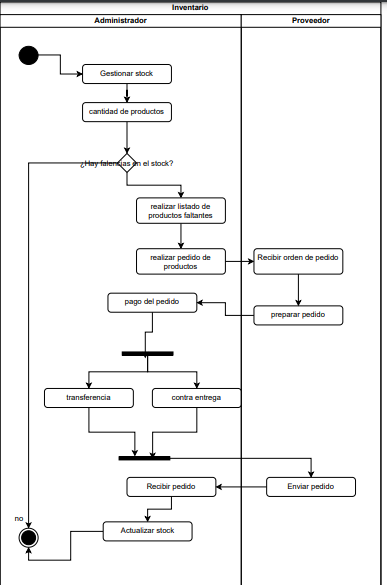 Inventario
Administrador
Proveedor
Gestionar stock
cantidad de productos
¿Hay falencias en el stock?
realizar listado de
productos faltantes
realizar pedido de
productos
Recibir orden de pedido
pago del pedido
preparar pedido
transferencia
contra entrega
Recibir pedido
Enviar pedido
no
Actualizar stock